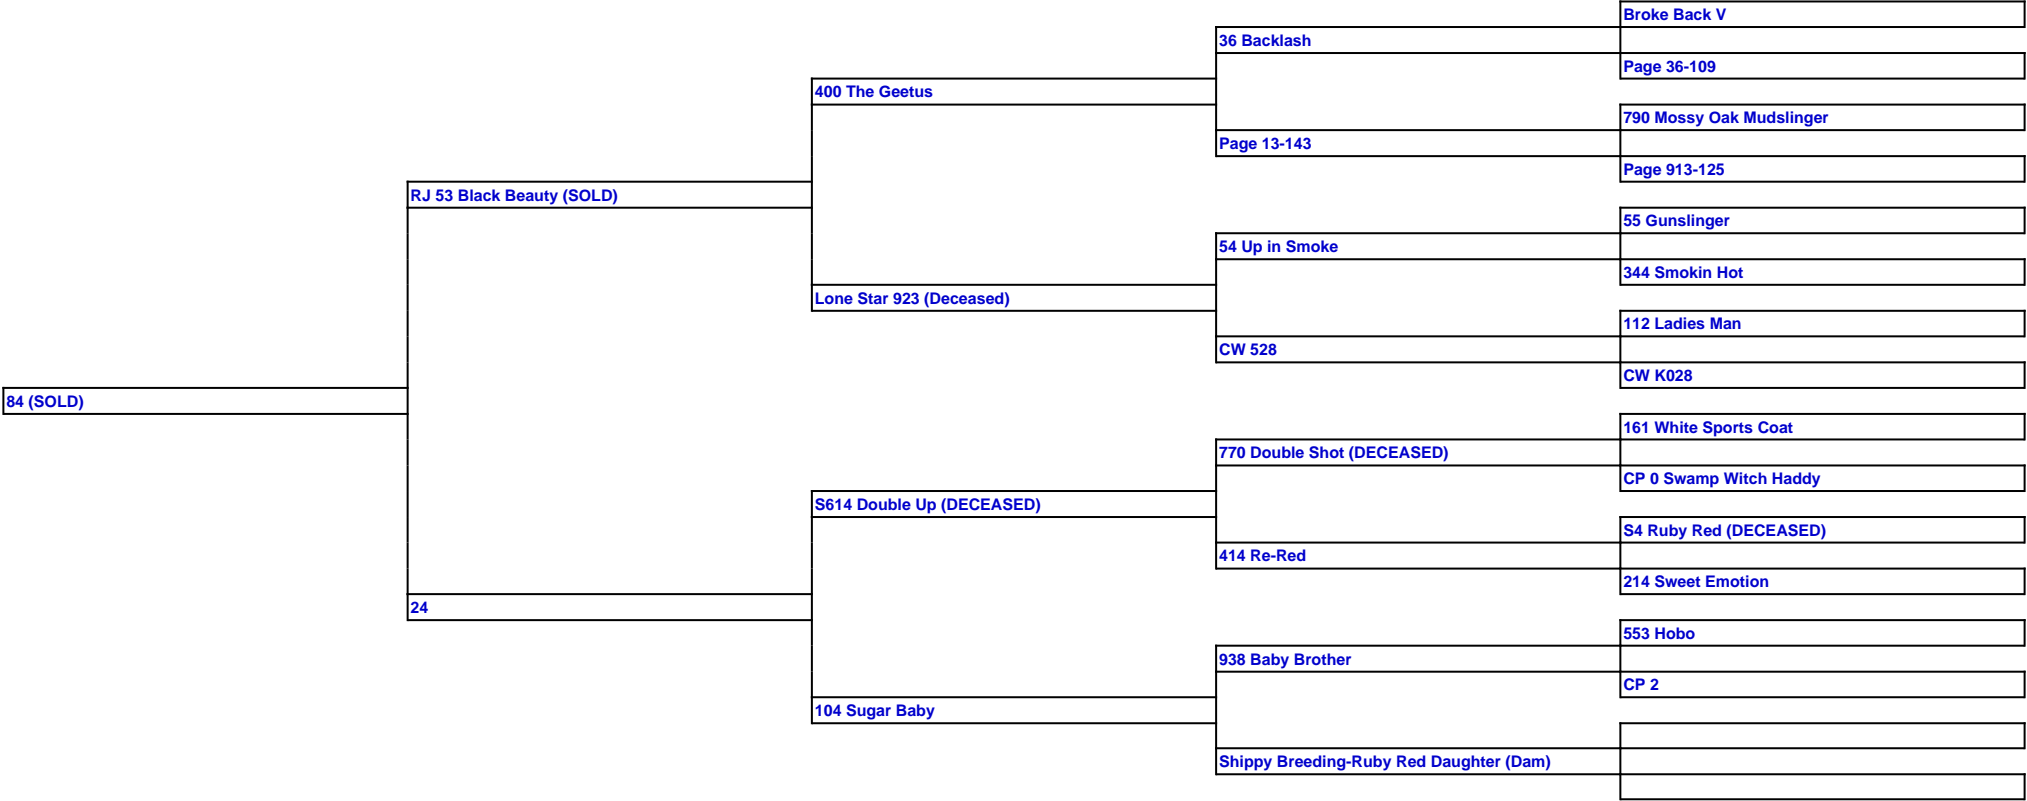 Broke Back V
36 Backlash
Page 36-109
400 The Geetus
790 Mossy Oak Mudslinger
Page 13-143
Page 913-125
RJ 53 Black Beauty (SOLD)
55 Gunslinger
54 Up in Smoke
344 Smokin Hot
Lone Star 923 (Deceased)
112 Ladies Man
CW 528
CW K028
84 (SOLD)
161 White Sports Coat
770 Double Shot (DECEASED)
CP 0 Swamp Witch Haddy
S614 Double Up (DECEASED)
S4 Ruby Red (DECEASED)
414 Re-Red
214 Sweet Emotion
24
553 Hobo
938 Baby Brother
CP 2
104 Sugar Baby
Shippy Breeding-Ruby Red Daughter (Dam)